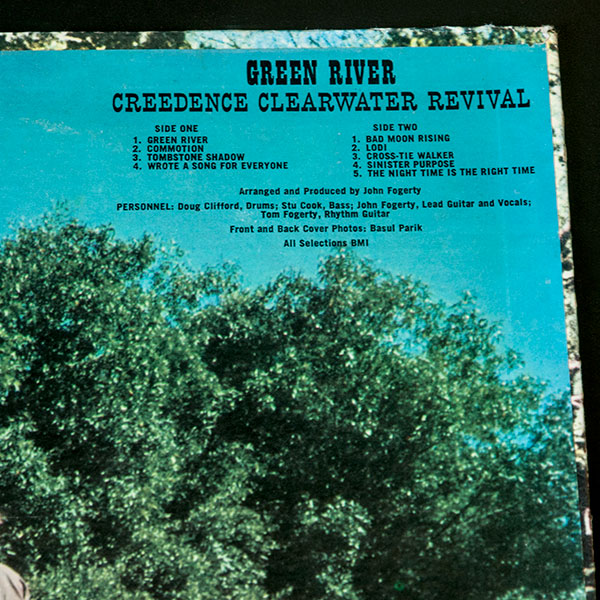 GREEN RIVER
CREEDENCE CLEARWATER REVIVAL
SIDE ONE
1. GREEN RIVER
2. COMMOTION
3. TOMBSTONE SHADOW
4. WROTE A SONG FOR EVERYONE
SIDE TWO
1. BAD MOON RISING
2. LODI
3. CROSS-TIE WALKER
4. SINISTER PURPOSE
5. THE NIGHT TIME IS THE RIGHT TIME
Arranged and Produced by John Fogerty
PERSONNEL: Doug Clifford, Drums; Stu Cook, Bass; John Fogerty, Lead Guitar and Vocals;
Tom Fogerty, Rhythm Guitar
Front and Back Cover Photos: Basul Parik
All Selections BMI